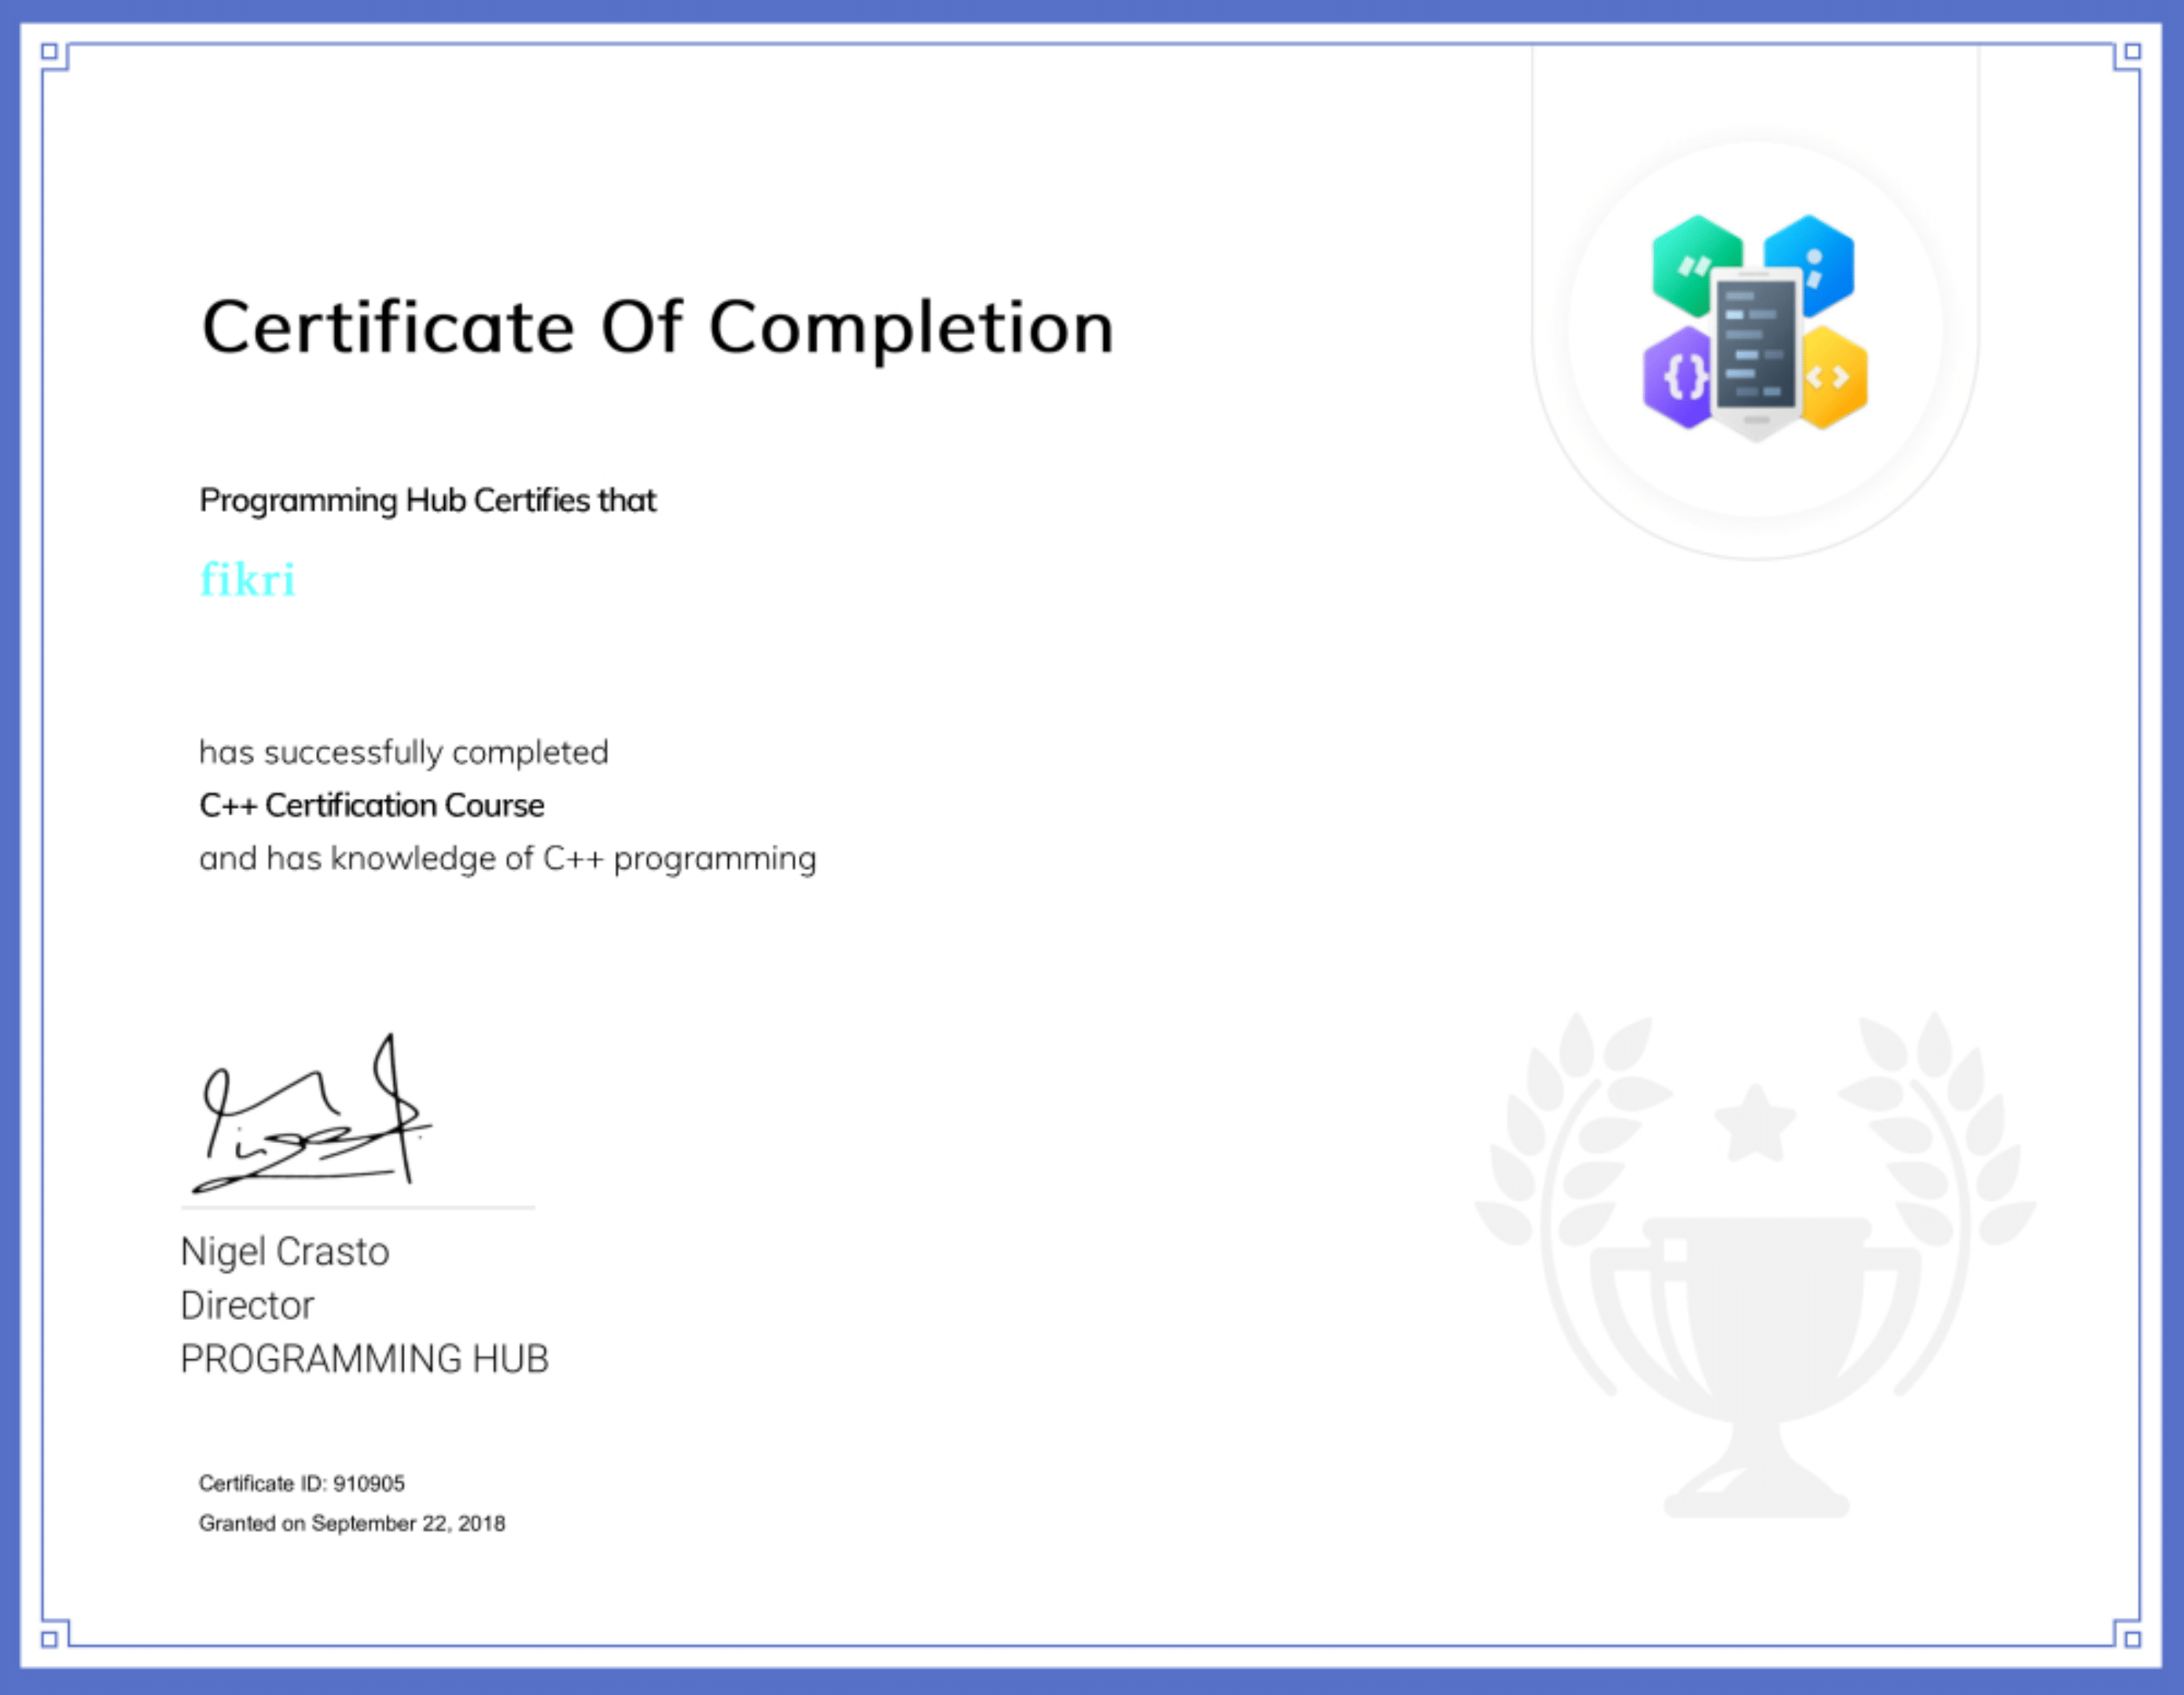 Certificate Of Completion
Programming Hub Certifies that
fikri
has successfully completed
C++ Certification Course
and has knowledge of C++ programming
Nigel Crasto
Director
PROGRAMMING HUB
Certificate ID: 910905
Granted on September 22, 2018